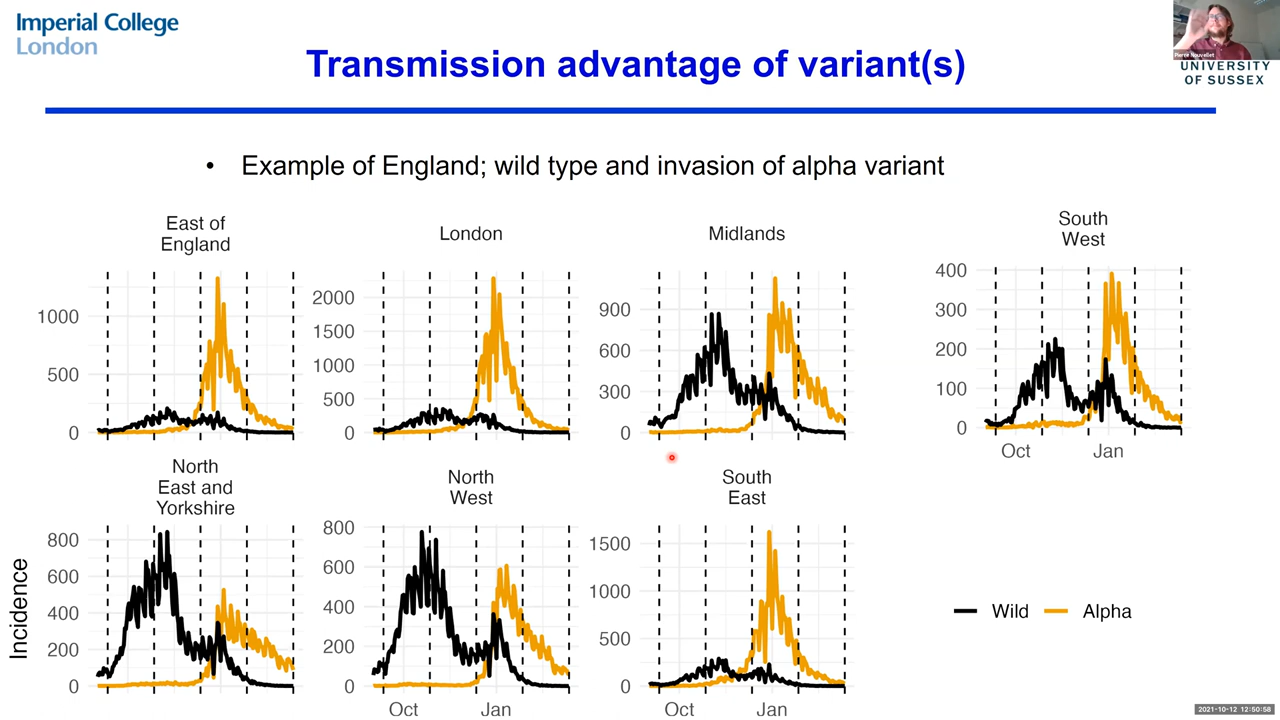 Imperial College
London
Transmission advantage of variant(s)
Pierre Nouvellet
UNIVERSITY
OF SUSSEX
• Example of England; wild type and invasion of alpha variant
East of
England
1000
500
0
London
2000
1500
1000
500
0
Midlands
900
600
300
0
South
West
400
300
200
100
0
Oct
Jan
North
East and
Yorkshire
800
600
400
200
0
North
West
800
600
400
200
0
Oct
Jan
South
East
1500
1000
500
0
Oct
Jan
Incidence
Wild
Alpha
2021-10-12 12:50:58